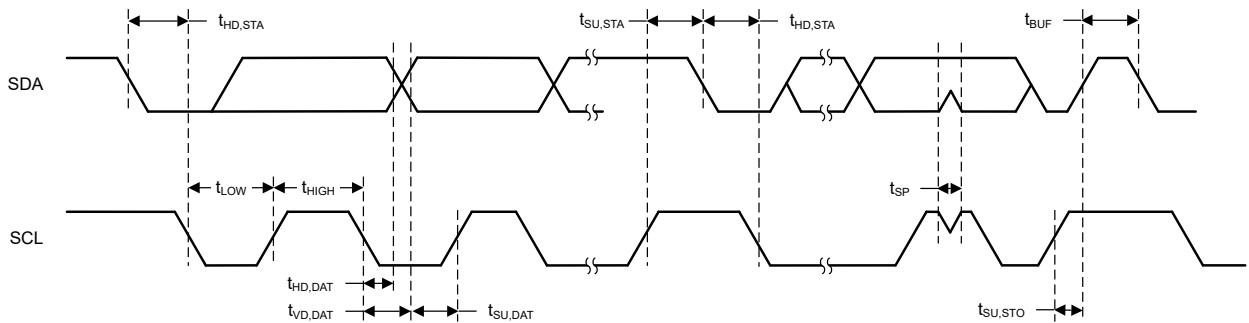 tHD,STA
tSU,STA
tHD,STA
tBUF
SDA
tLOW
tHIGH
tSP
SCL
tHD,DAT
tVD,DAT
tSU,DAT
tSU,STO